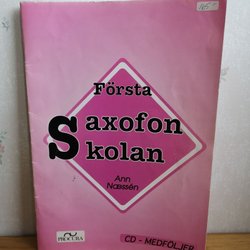 Första
Saxofon
Skolan
Ann
Næssén
PROCURA
CD - MEDFÖLJER